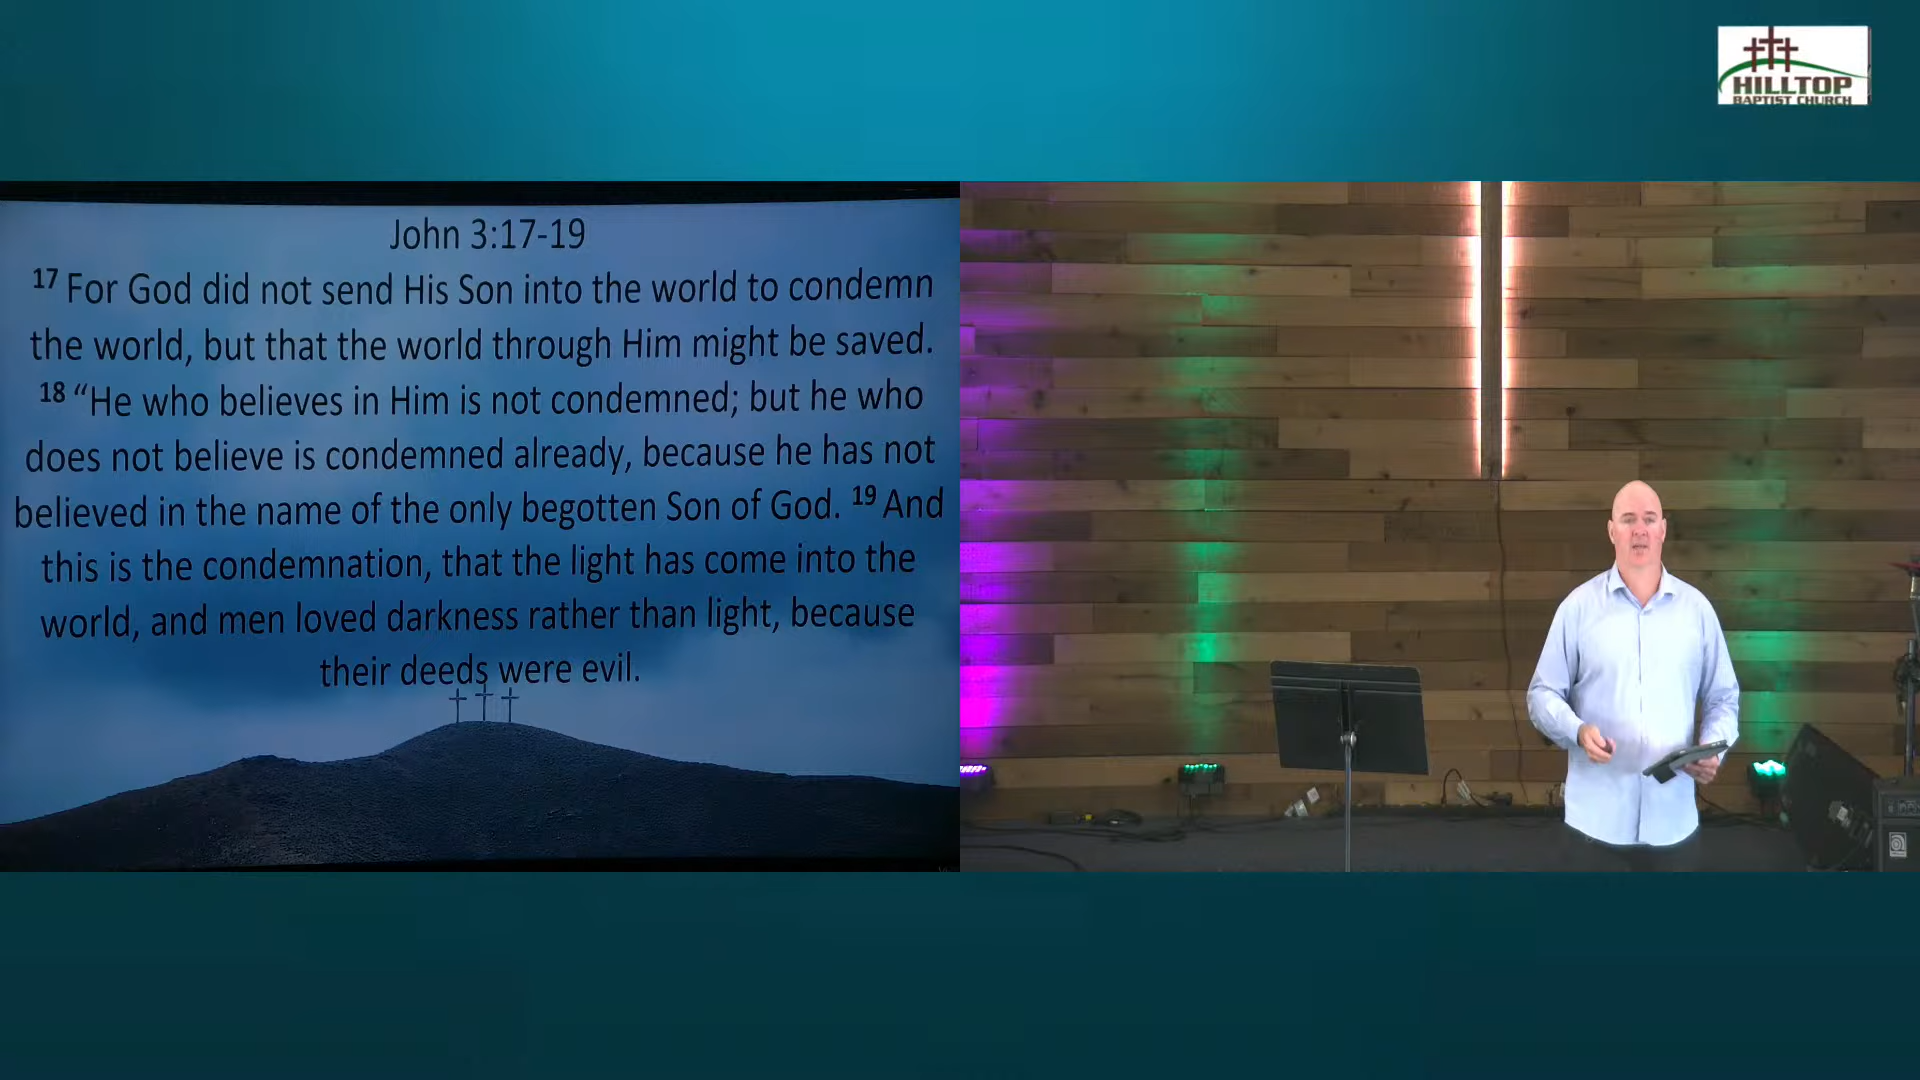 HILLTOP
BAPTIST CHURCH
John 3:17-19
17 For God did not send His Son into the world to condemn
the world, but that the world through Him might be saved.
18 “He who believes in Him is not condemned; but he who
does not believe is condemned already, because he has not
believed in the name of the only begotten Son of God. 19 And
this is the condemnation, that the light has come into the
world, and men loved darkness rather than light, because
their deeds were evil.